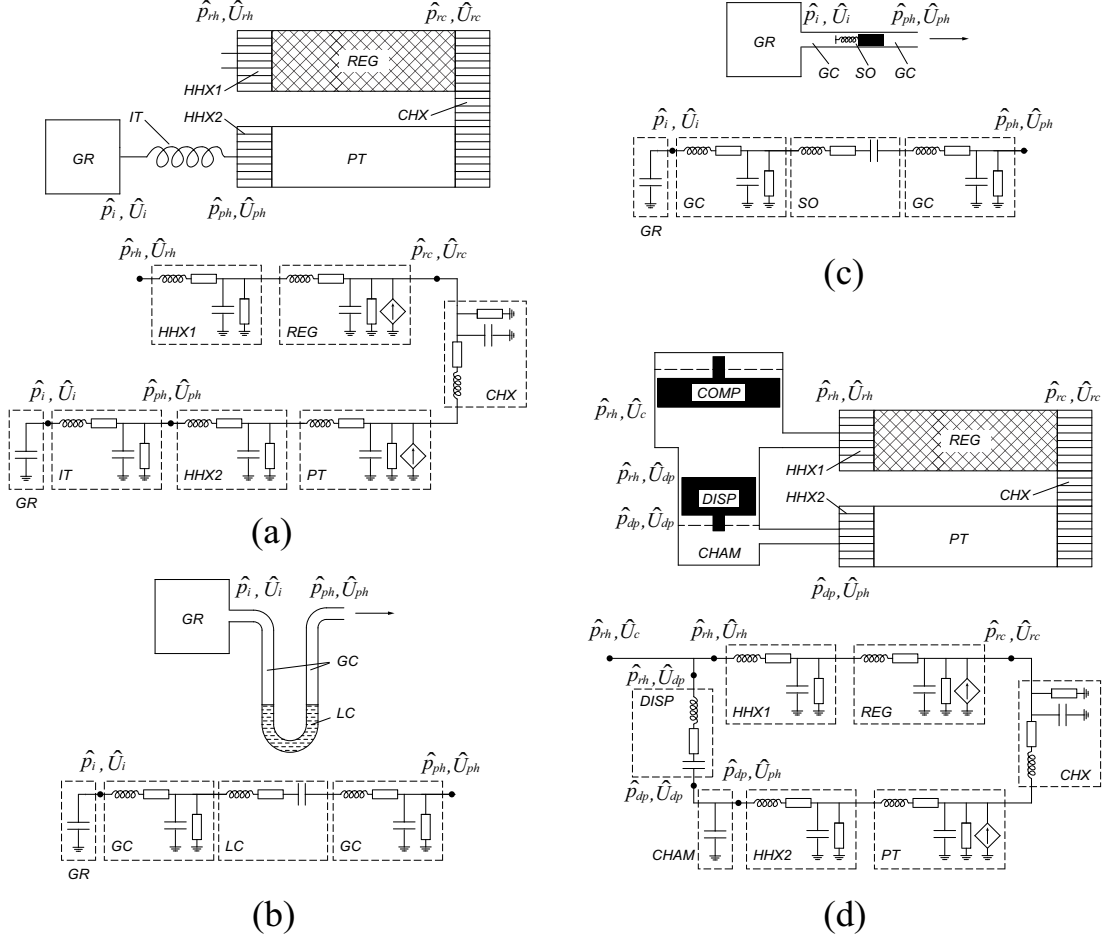 p̂rh, Ûrh
p̂rc, Ûrc
REG
HHX1
HHX2
CHX
IT
GR
PT
p̂i, Ûi
p̂ph, Ûph
p̂rh, Ûrh
p̂rc, Ûrc
HHX1
REG
CHX
p̂i, Ûi
p̂ph, Ûph
IT
HHX2
PT
GR
(a)
p̂i, Ûi
p̂ph, Ûph
GR
GC
LC
p̂i, Ûi
p̂ph, Ûph
GC
LC
GC
GR
(b)
p̂i, Ûi
p̂ph, Ûph
GR
GC
SO
GC
p̂i, Ûi
p̂ph, Ûph
GC
SO
GC
GR
(c)
COMP
p̂rh, Ûc
p̂rh, Ûrh
p̂rc, Ûrc
REG
HHX1
p̂rh, Ûdp
HHX2
CHX
DISP
p̂dp, Ûdp
CHAM
PT
p̂dp, Ûph
p̂rh, Ûc
p̂rh, Ûrh
p̂rc, Ûrc
p̂rh, Ûdp
DISP
HHX1
REG
CHX
p̂dp, Ûdp
p̂dp, Ûph
CHAM
HHX2
PT
(d)